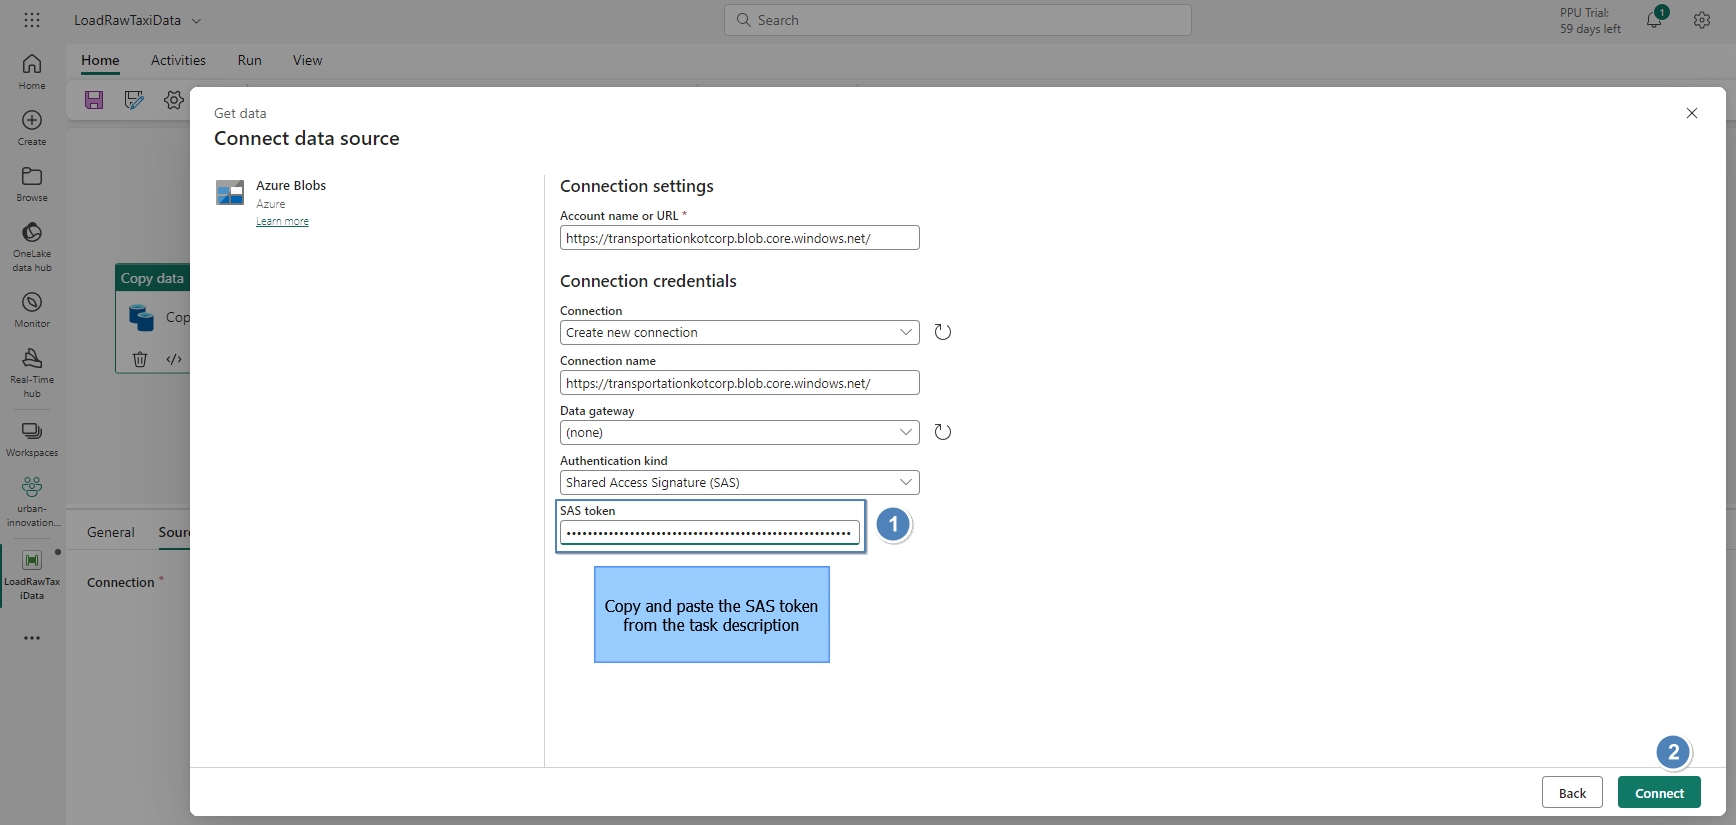 LoadRawTaxiData
Search
PPU Trial:
59 days left
1
Home
Activities
Run
View
Home
Create
Browse
OneLake
data hub
Monitor
Real-Time
hub
Workspaces
urban-
innovation...
LoadRawTax
iData
Copy data
Cop
</>
General
Sour
Connection *
Get data
Connect data source
Azure Blobs
Azure
Learn more
Connection settings
Account name or URL *
https://transportationkotcorp.blob.core.windows.net/
Connection credentials
Connection
Create new connection
Connection name
https://transportationkotcorp.blob.core.windows.net/
Data gateway
(none)
Authentication kind
Shared Access Signature (SAS)
SAS token
1
Copy and paste the SAS token
from the task description
2
Back
Connect